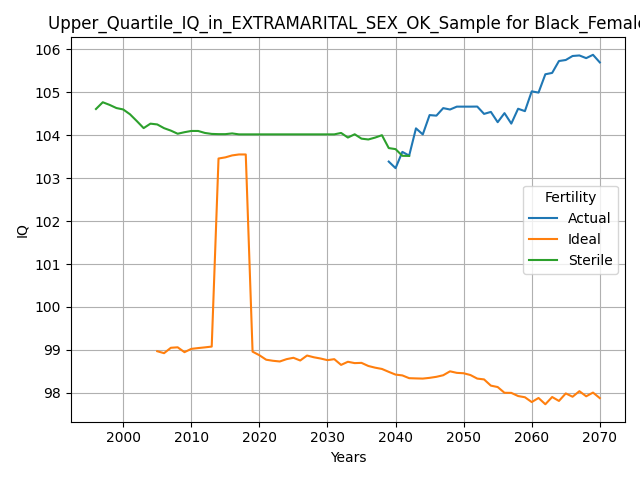 Upper_Quartile_IQ_in_EXTRAMARITAL_SEX_OK_Sample for Black_Female
106
105
104
103
102
101
100
99
98
IQ
Fertility
Actual
Ideal
Sterile
2000 2010 2020 2030 2040 2050 2060 2070
Years